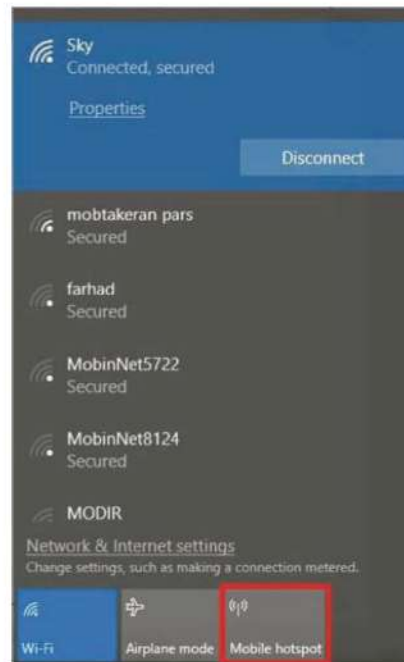 Sky
Connected, secured
Properties
Disconnect
mobtakeran pars
Secured
farhad
Secured
MobinNet5722
Secured
MobinNet8124
Secured
MODIR
Network & Internet settings
Change settings, such as making a connection metered.
Wi-Fi
Airplane mode
Mobile hotspot